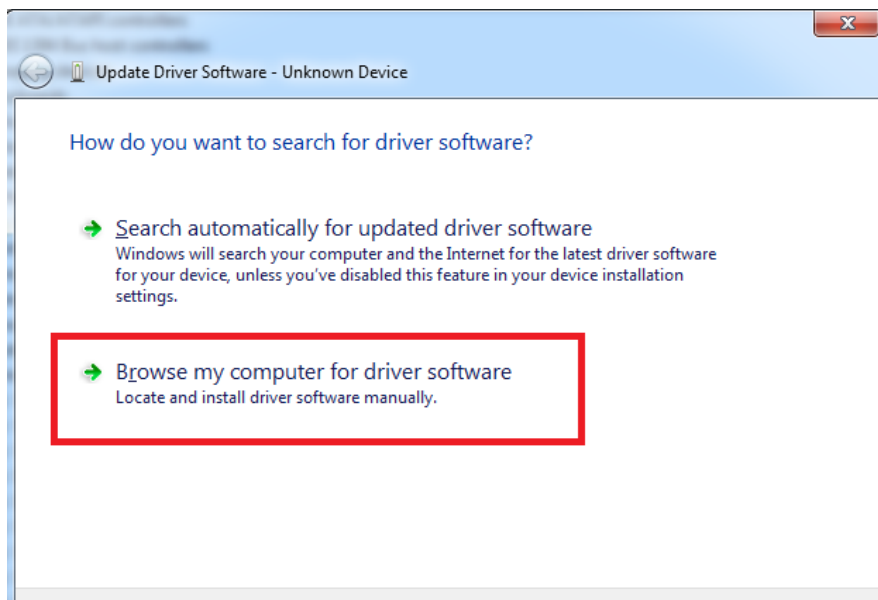 Update Driver Software - Unknown Device
How do you want to search for driver software?
Search automatically for updated driver software
Windows will search your computer and the Internet for the latest driver software
for your device, unless you've disabled this feature in your device installation
settings.
Browse my computer for driver software
Locate and install driver software manually.